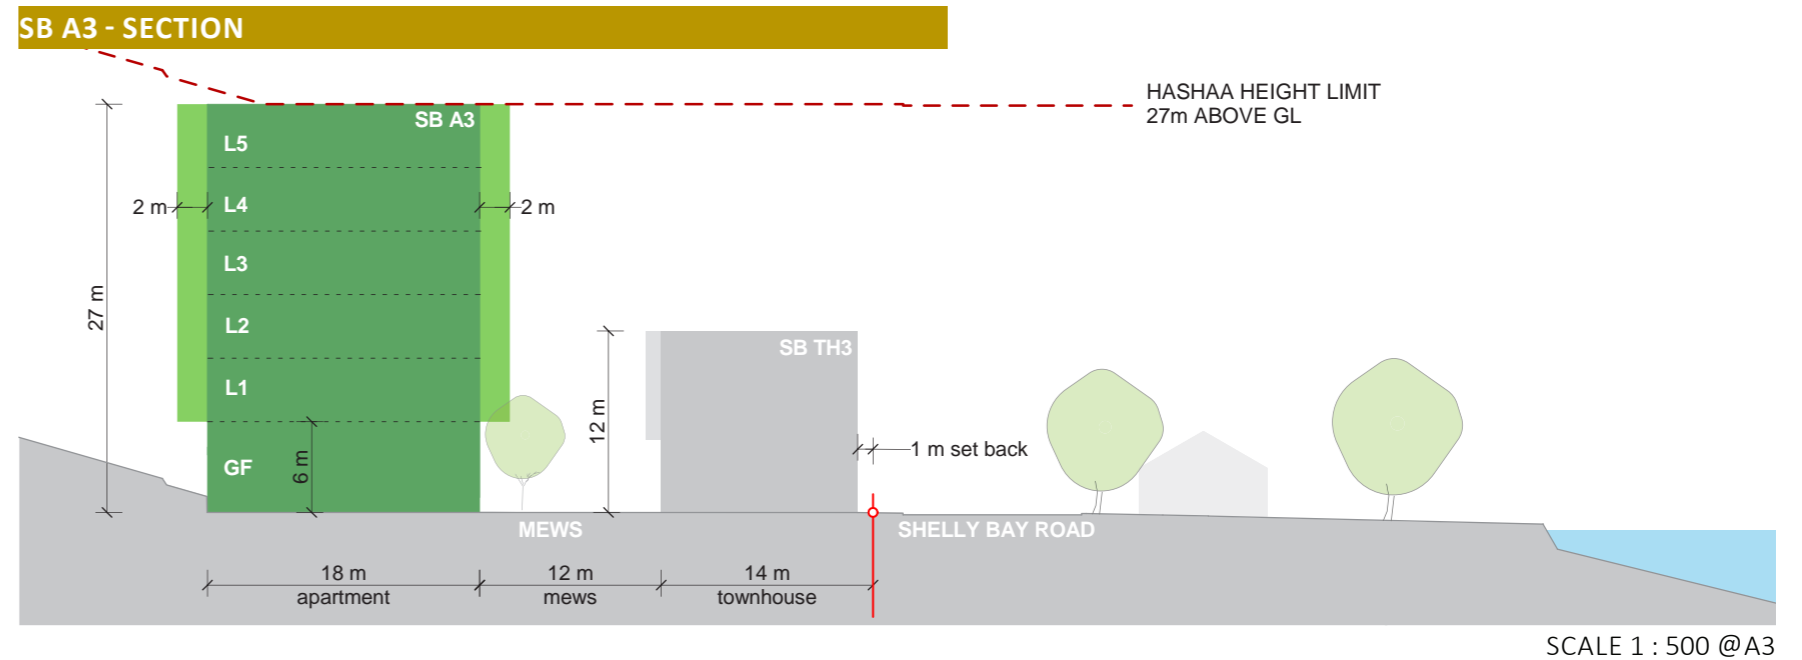 SB A3 - SECTION
HASHAA HEIGHT LIMIT
27m ABOVE GL
SB A3
L5
2 m
L4
2 m
L3
27 m
L2
SB TH3
L1
12 m
1 m set back
GF
6 m
MEWS
SHELLY BAY ROAD
18 m
apartment
12 m
mews
14 m
townhouse
SCALE 1 : 500 @A3